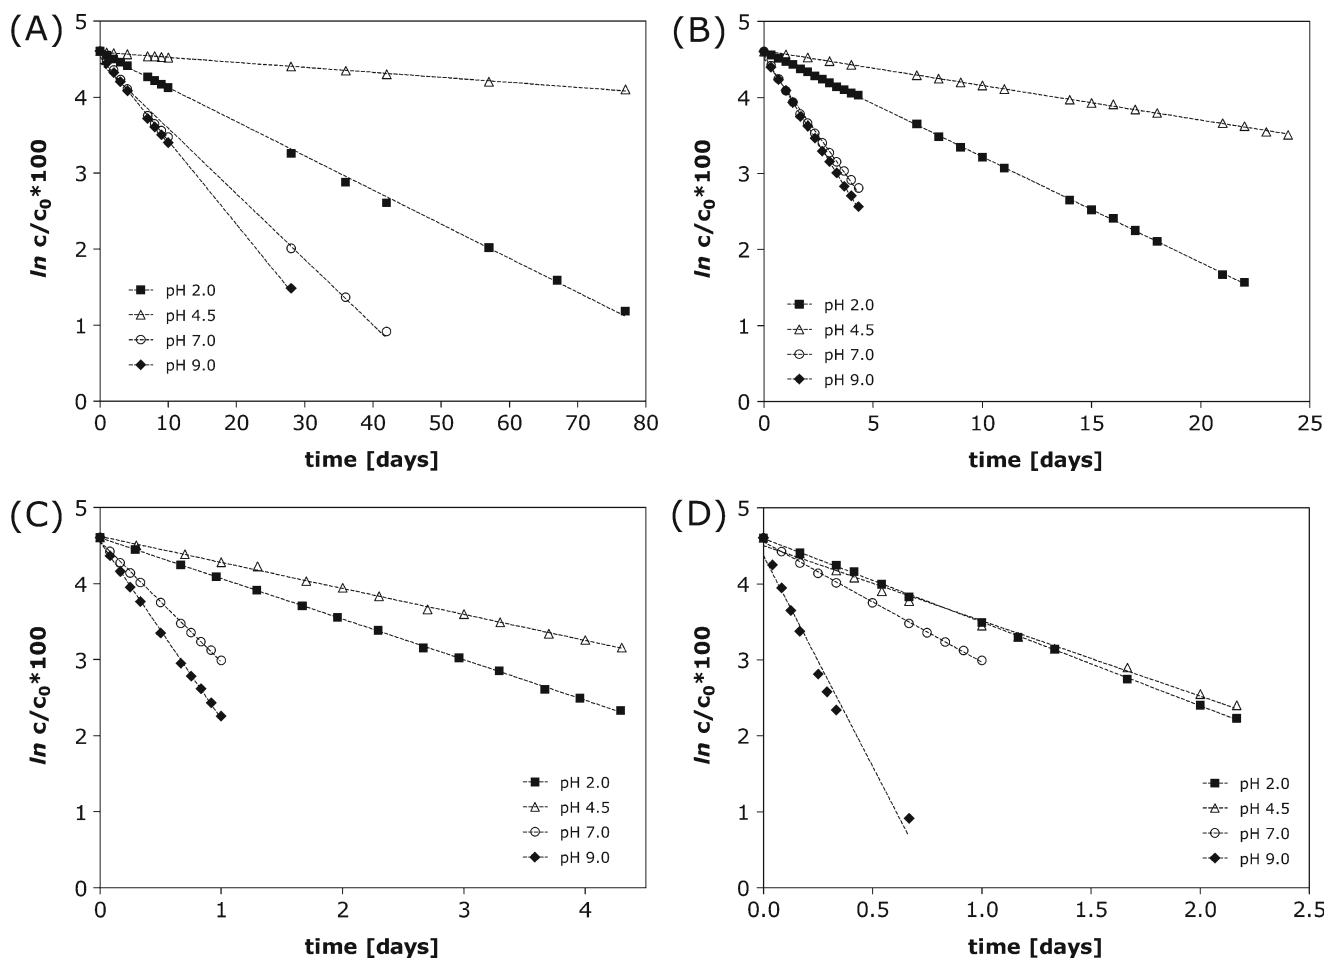 (A)
5
4
3
2
1
0
ln c/c0*100
pH 2.0
pH 4.5
pH 7.0
pH 9.0
0 10 20 30 40 50 60 70 80
time [days]
(B)
5
4
3
2
1
0
ln c/c0*100
pH 2.0
pH 4.5
pH 7.0
pH 9.0
0 5 10 15 20 25
time [days]
(C)
5
4
3
2
1
0
ln c/c0*100
pH 2.0
pH 4.5
pH 7.0
pH 9.0
0 1 2 3 4
time [days]
(D)
5
4
3
2
1
0
ln c/c0*100
pH 2.0
pH 4.5
pH 7.0
pH 9.0
0.0 0.5 1.0 1.5 2.0 2.5
time [days]